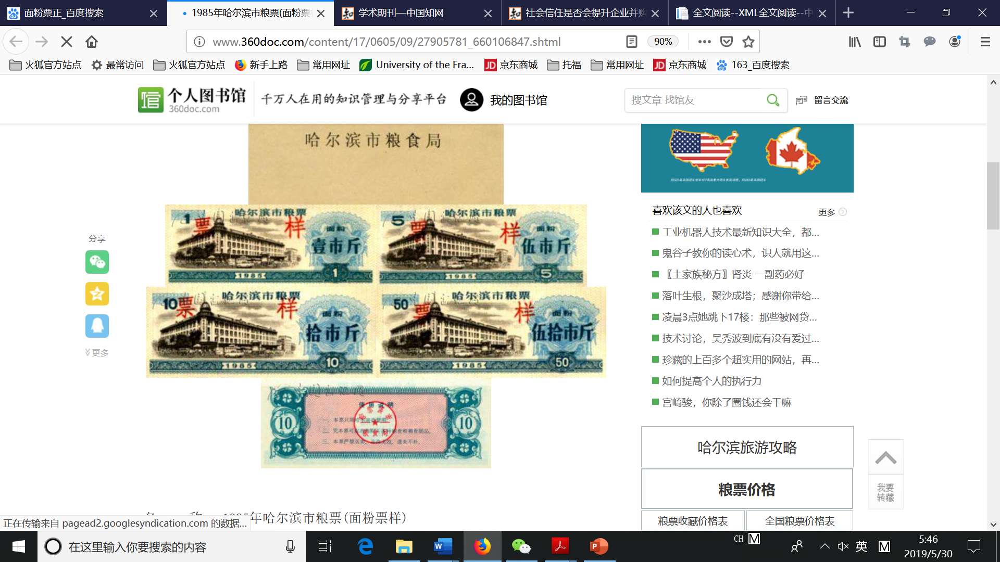 面粉票正_百度搜索
1985年哈尔滨市粮票(面粉票
学术期刊—中国知网
社会信任是否会提升企业并购
全文阅读--XML全文阅读--中
www.360doc.com/content/17/0605/09/27905781_660106847.shtml
90%
火狐官方站点
最常访问
火狐官方站点
新手上路
常用网址
University of the Fra...
京东商城
托福
常用网址
京东商城
163_百度搜索
个人图书馆
360doc.com
千万人在用的知识管理与分享平台
我的图书馆
搜文章 找馆友
留言交流
哈尔滨市粮食局
1
哈尔滨市粮票
票样
面粉
壹市斤
1985
1
5
哈尔滨市粮票
票样
面粉
伍市斤
1985
5
10
哈尔滨市粮票
票样
面粉
拾市斤
1985
10
50
哈尔滨市粮票
票样
面粉
伍拾市斤
1985
50
使用说明
10
10
分享
更多
喜欢该文的人也喜欢
更多
工业机器人技术最新知识大全，都...
鬼谷子教你的读心术，识人就用这...
〖土家族秘方〗肾炎 一副药必好
落叶生根，聚沙成塔；感谢你带给...
凌晨3点她跳下17楼：那些被网贷...
技术讨论，吴秀波到底有没有爱过...
珍藏的上百多个超实用的网站，再...
如何提高个人的执行力
宫崎骏，你除了圈钱还会干嘛
哈尔滨旅游攻略
粮票价格
粮票收藏价格表
全国粮票价格表
我要
转藏
名 称 1985年哈尔滨市粮票(面粉票样)
正在传输来自 pagead2.googlesyndication.com 的数据...
在这里输入你要搜索的内容
CH
M
英
M
5:46
2019/5/30